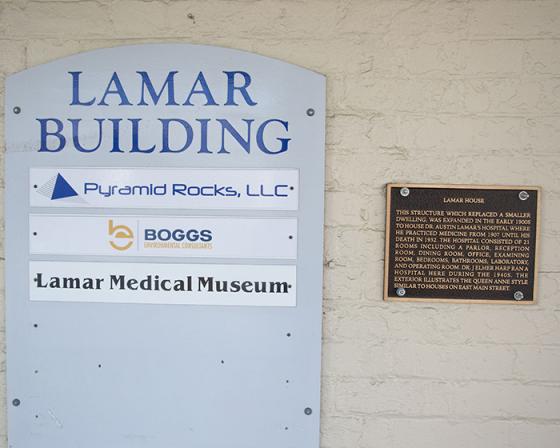 LAMAR
BUILDING
Pyramid Rocks, LLC
be BOGGS
ENVIRONMENTAL CONSULTANTS
Lamar Medical Museum
LAMAR HOUSE
THIS STRUCTURE WHICH REPLACED A SMALLER
DWELLING, WAS EXPANDED IN THE EARLY 1900S
TO HOUSE DR. AUSTIN LAMAR'S HOSPITAL WHERE
HE PRACTICED MEDICINE FROM 1907 UNTIL HIS
DEATH IN 1932. THE HOSPITAL CONSISTED OF 21
ROOMS INCLUDING A PARLOR, RECEPTION
ROOM, DINING ROOM, OFFICE, EXAMINING
ROOM, BEDROOMS, BATHROOMS, LABORATORY,
AND OPERATING ROOM. DR. J ELMER HARP RAN A
HOSPITAL HERE DURING THE 1940S. THE
EXTERIOR ILLUSTRATES THE QUEEN ANNE STYLE
SIMILAR TO HOUSES ON EAST MAIN STREET.